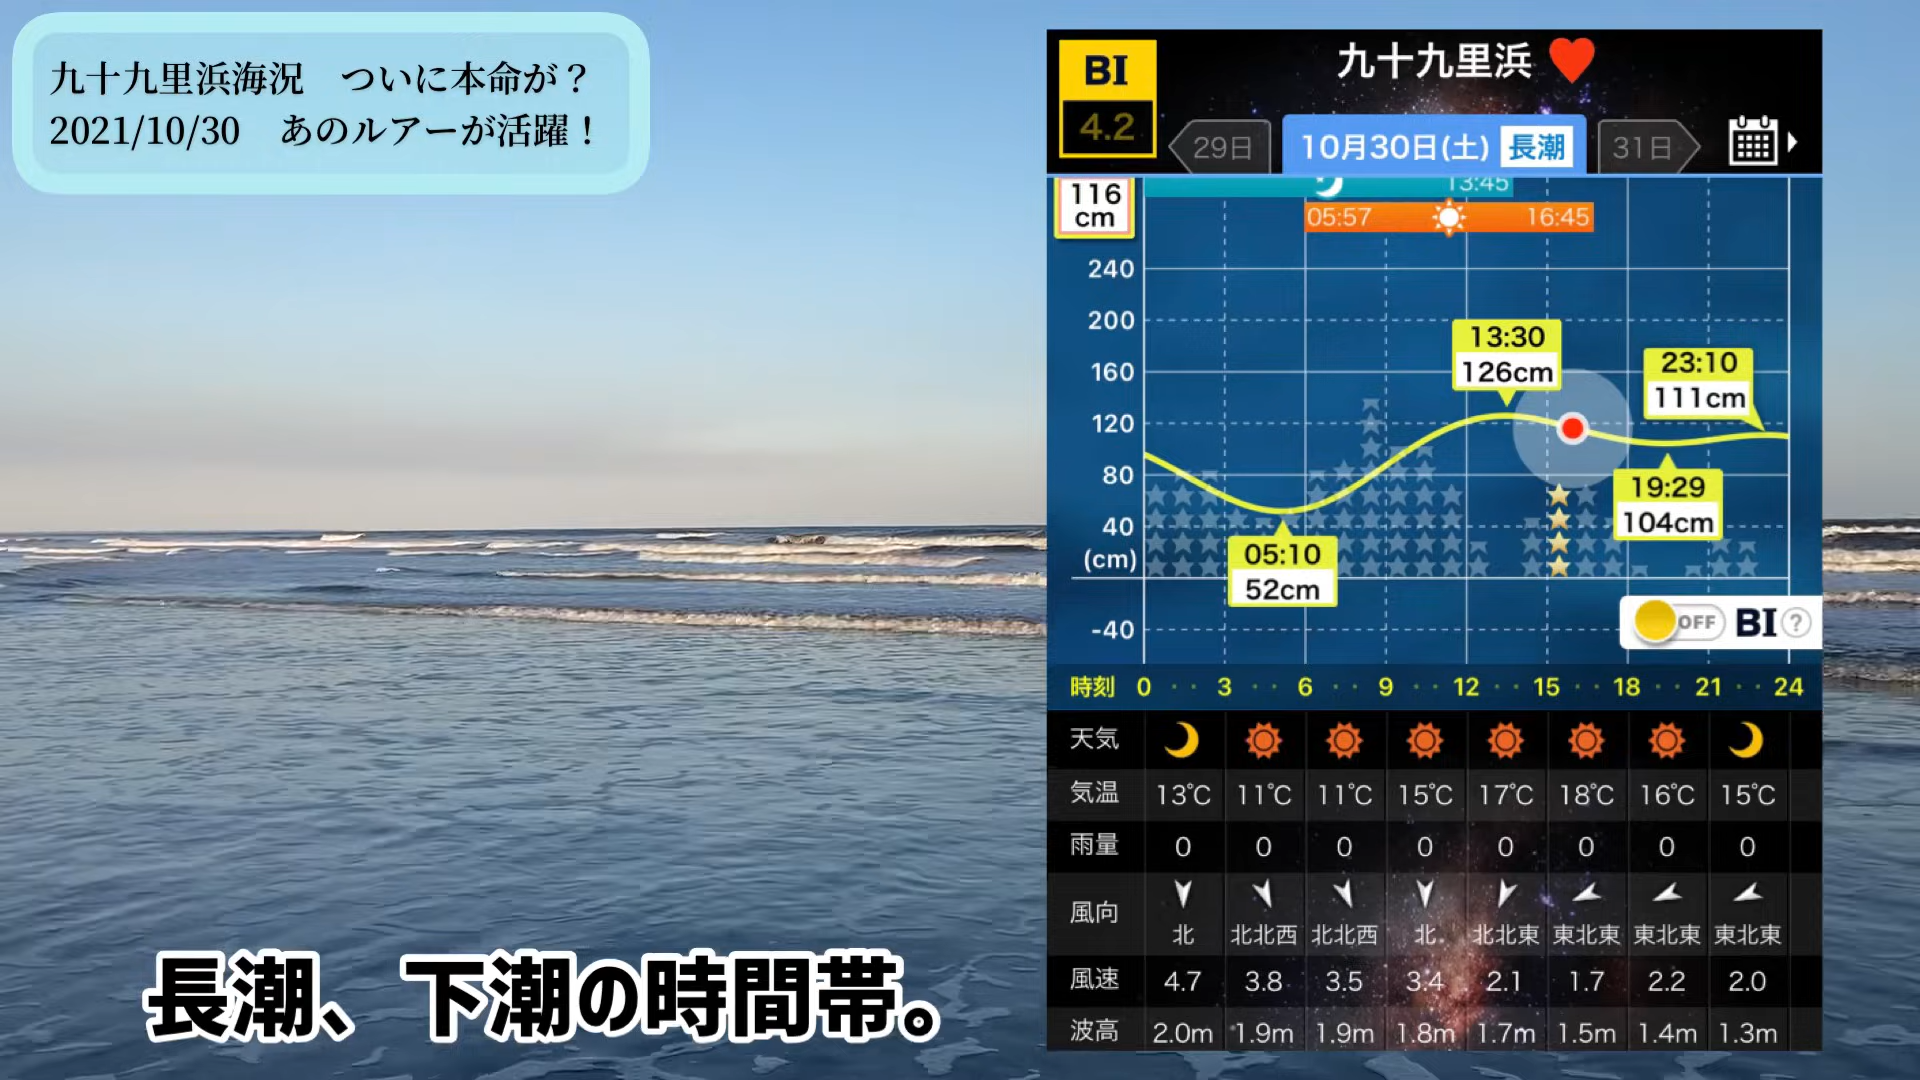 九十九里浜海況 ついに本命が？
2021/10/30 あのルアーが活躍！
BI
4.2
九十九里浜
29日
10月30日(土) 長潮
31日
116
cm
13:45
05:57 16:45
240
200
160
120
80
40
(cm)
-40
13:30
126cm
23:10
111cm
19:29
104cm
05:10
52cm
OFF BI ?
時刻 0 3 6 9 12 15 18 21 24
天気
気温 13℃ 11℃ 11℃ 15℃ 17℃ 18℃ 16℃ 15℃
雨量 0 0 0 0 0 0 0 0
風向 北 北北西 北北西 北 北北東 東北東 東北東 東北東
風速 4.7 3.8 3.5 3.4 2.1 1.7 2.2 2.0
波高 2.0m 1.9m 1.9m 1.8m 1.7m 1.5m 1.4m 1.3m
長潮、下潮の時間帯。